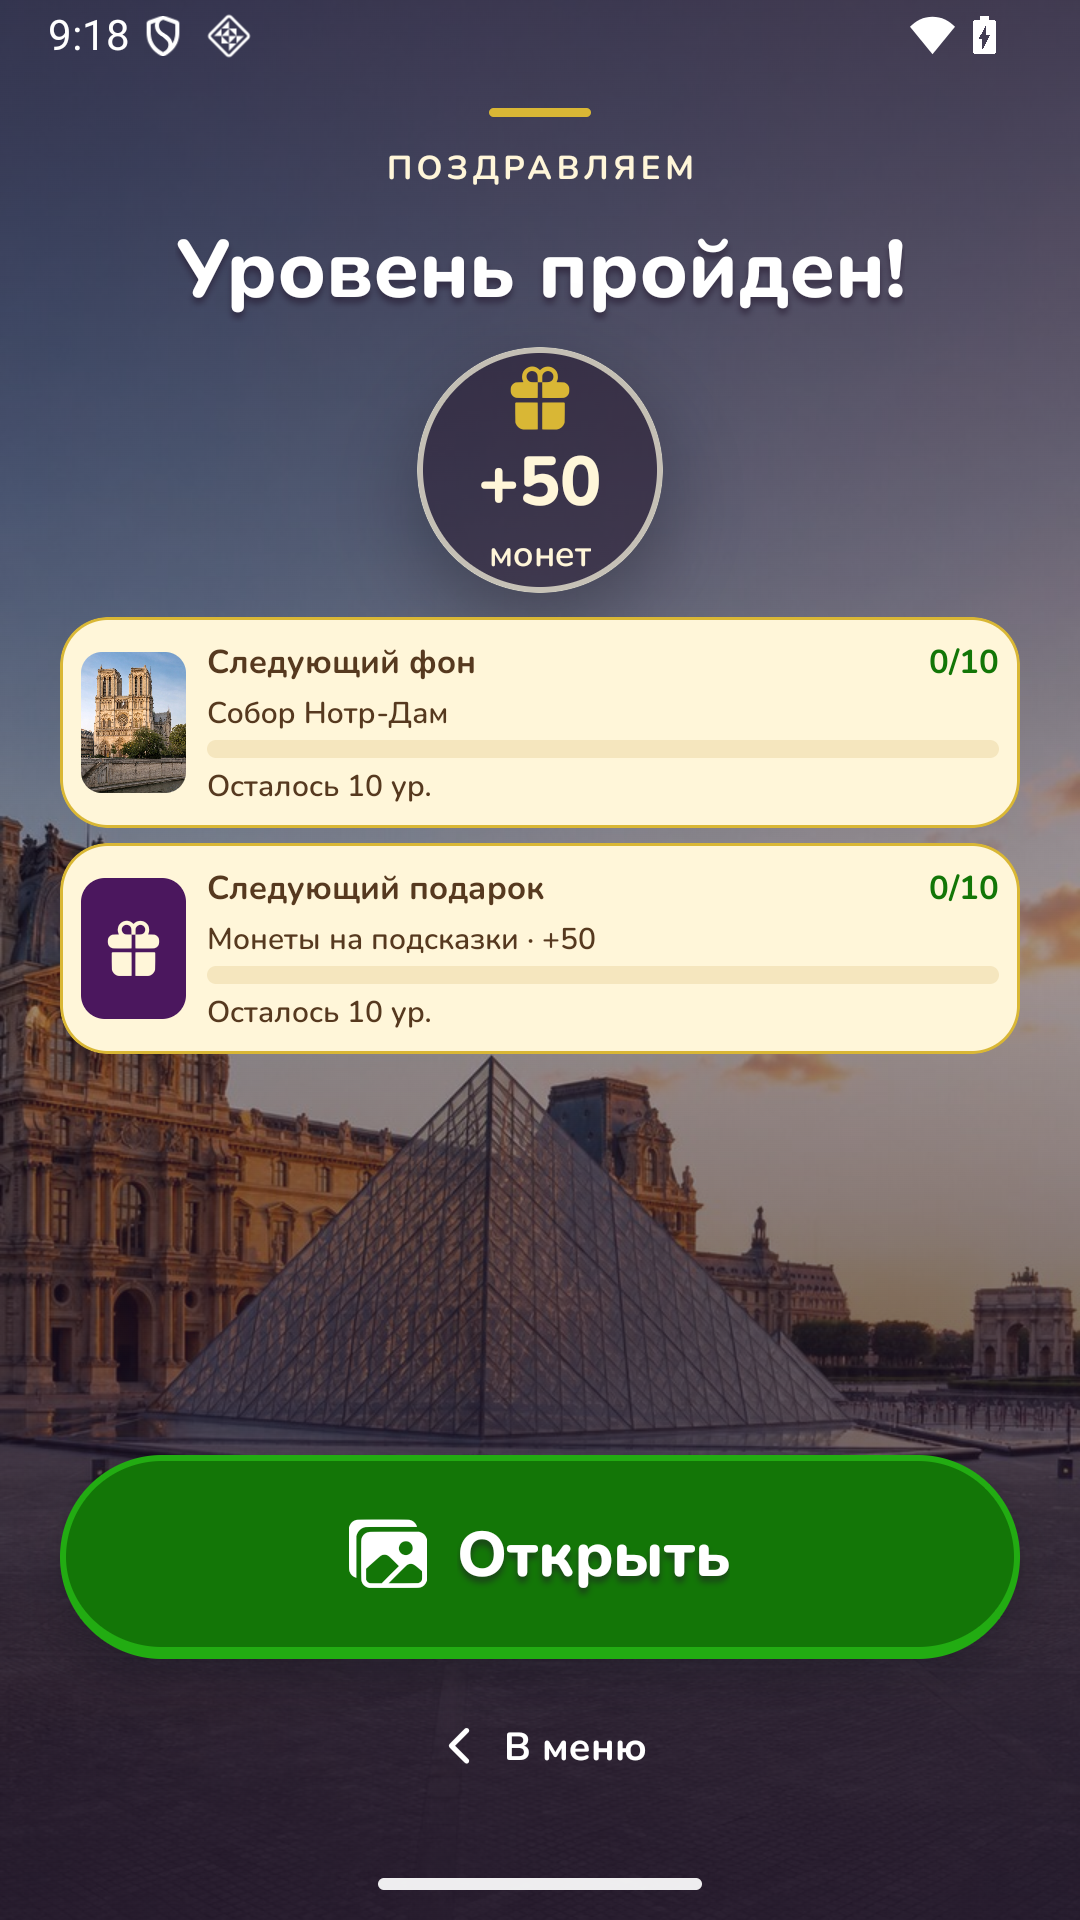 9:18
ПОЗДРАВЛЯЕМ
Уровень пройден!
+50
монет
Следующий фон
0/10
Собор Нотр-Дам
Осталось 10 ур.
Следующий подарок
0/10
Монеты на подсказки · +50
Осталось 10 ур.
Открыть
В меню